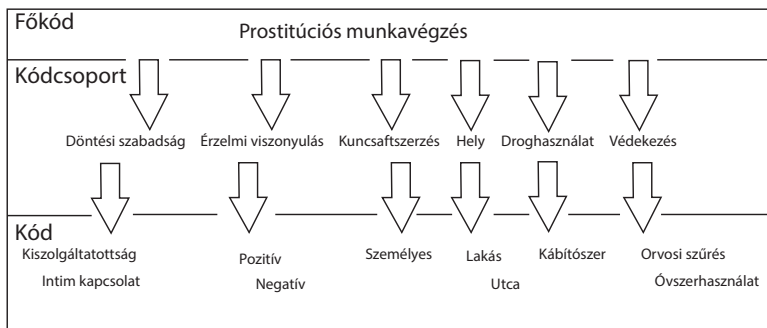 Főkód
Prostitúciós munkavégzés
Kódcsoport
Döntési szabadság Érzelmi viszonyulás Kuncsaftszerzés Hely Droghasználat Védekezés
Kód
Kiszolgáltatottság Pozitív Személyes Lakás Kábítószer Orvosi szűrés
Intim kapcsolat Negatív Utca Óvszerhasználat